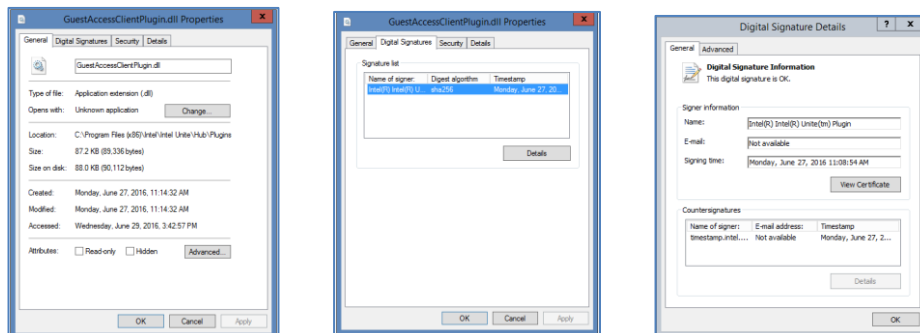 GuestAccessClientPlugin.dll Properties
x
General Digital Signatures Security Details
GuestAccessClientPlugin.dll
Type of file: Application extension (.dll)
Opens with: Unknown application Change...
Location: C:\Program Files (x86)\Intel\Intel Unite\Hub\Plugins
Size: 87.2 KB (89,336 bytes)
Size on disk: 88.0 KB (90,112 bytes)
Created: Monday, June 27, 2016, 11:14:32 AM
Modified: Monday, June 27, 2016, 11:14:32 AM
Accessed: Wednesday, June 29, 2016, 3:42:57 PM
Attributes: Read-only Hidden Advanced...
OK Cancel Apply
GuestAccessClientPlugin.dll Properties
x
General Digital Signatures Security Details
Signature list
Name of signer: Digest algorithm Timestamp
Intel(R) Intel(R) U... sha256 Monday, June 27, 20...
Details
OK Cancel Apply
Digital Signature Details
? x
General Advanced
Digital Signature Information
This digital signature is OK.
Signer information
Name: Intel(R) Intel(R) Unite(tm) Plugin
E-mail: Not available
Signing time: Monday, June 27, 2016 11:08:54 AM
View Certificate
Countersignatures
Name of signer: E-mail address: Timestamp
timestamp.intel.... Not available Monday, June 27, 2...
Details
OK